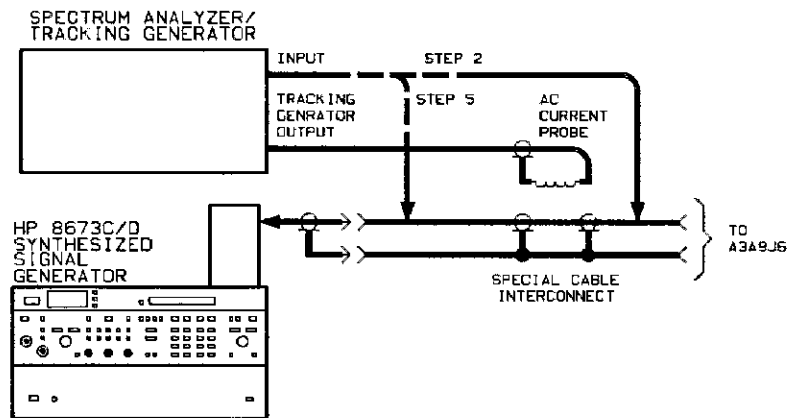 SPECTRUM ANALYZER/
TRACKING GENERATOR
INPUT
STEP 2
STEP 5
TRACKING
GENRATOR
OUTPUT
AC
CURRENT
PROBE
HP 8673C/D
SYNTHESIZED
SIGNAL
GENERATOR
TO
A3A9J6
SPECIAL CABLE
INTERCONNECT